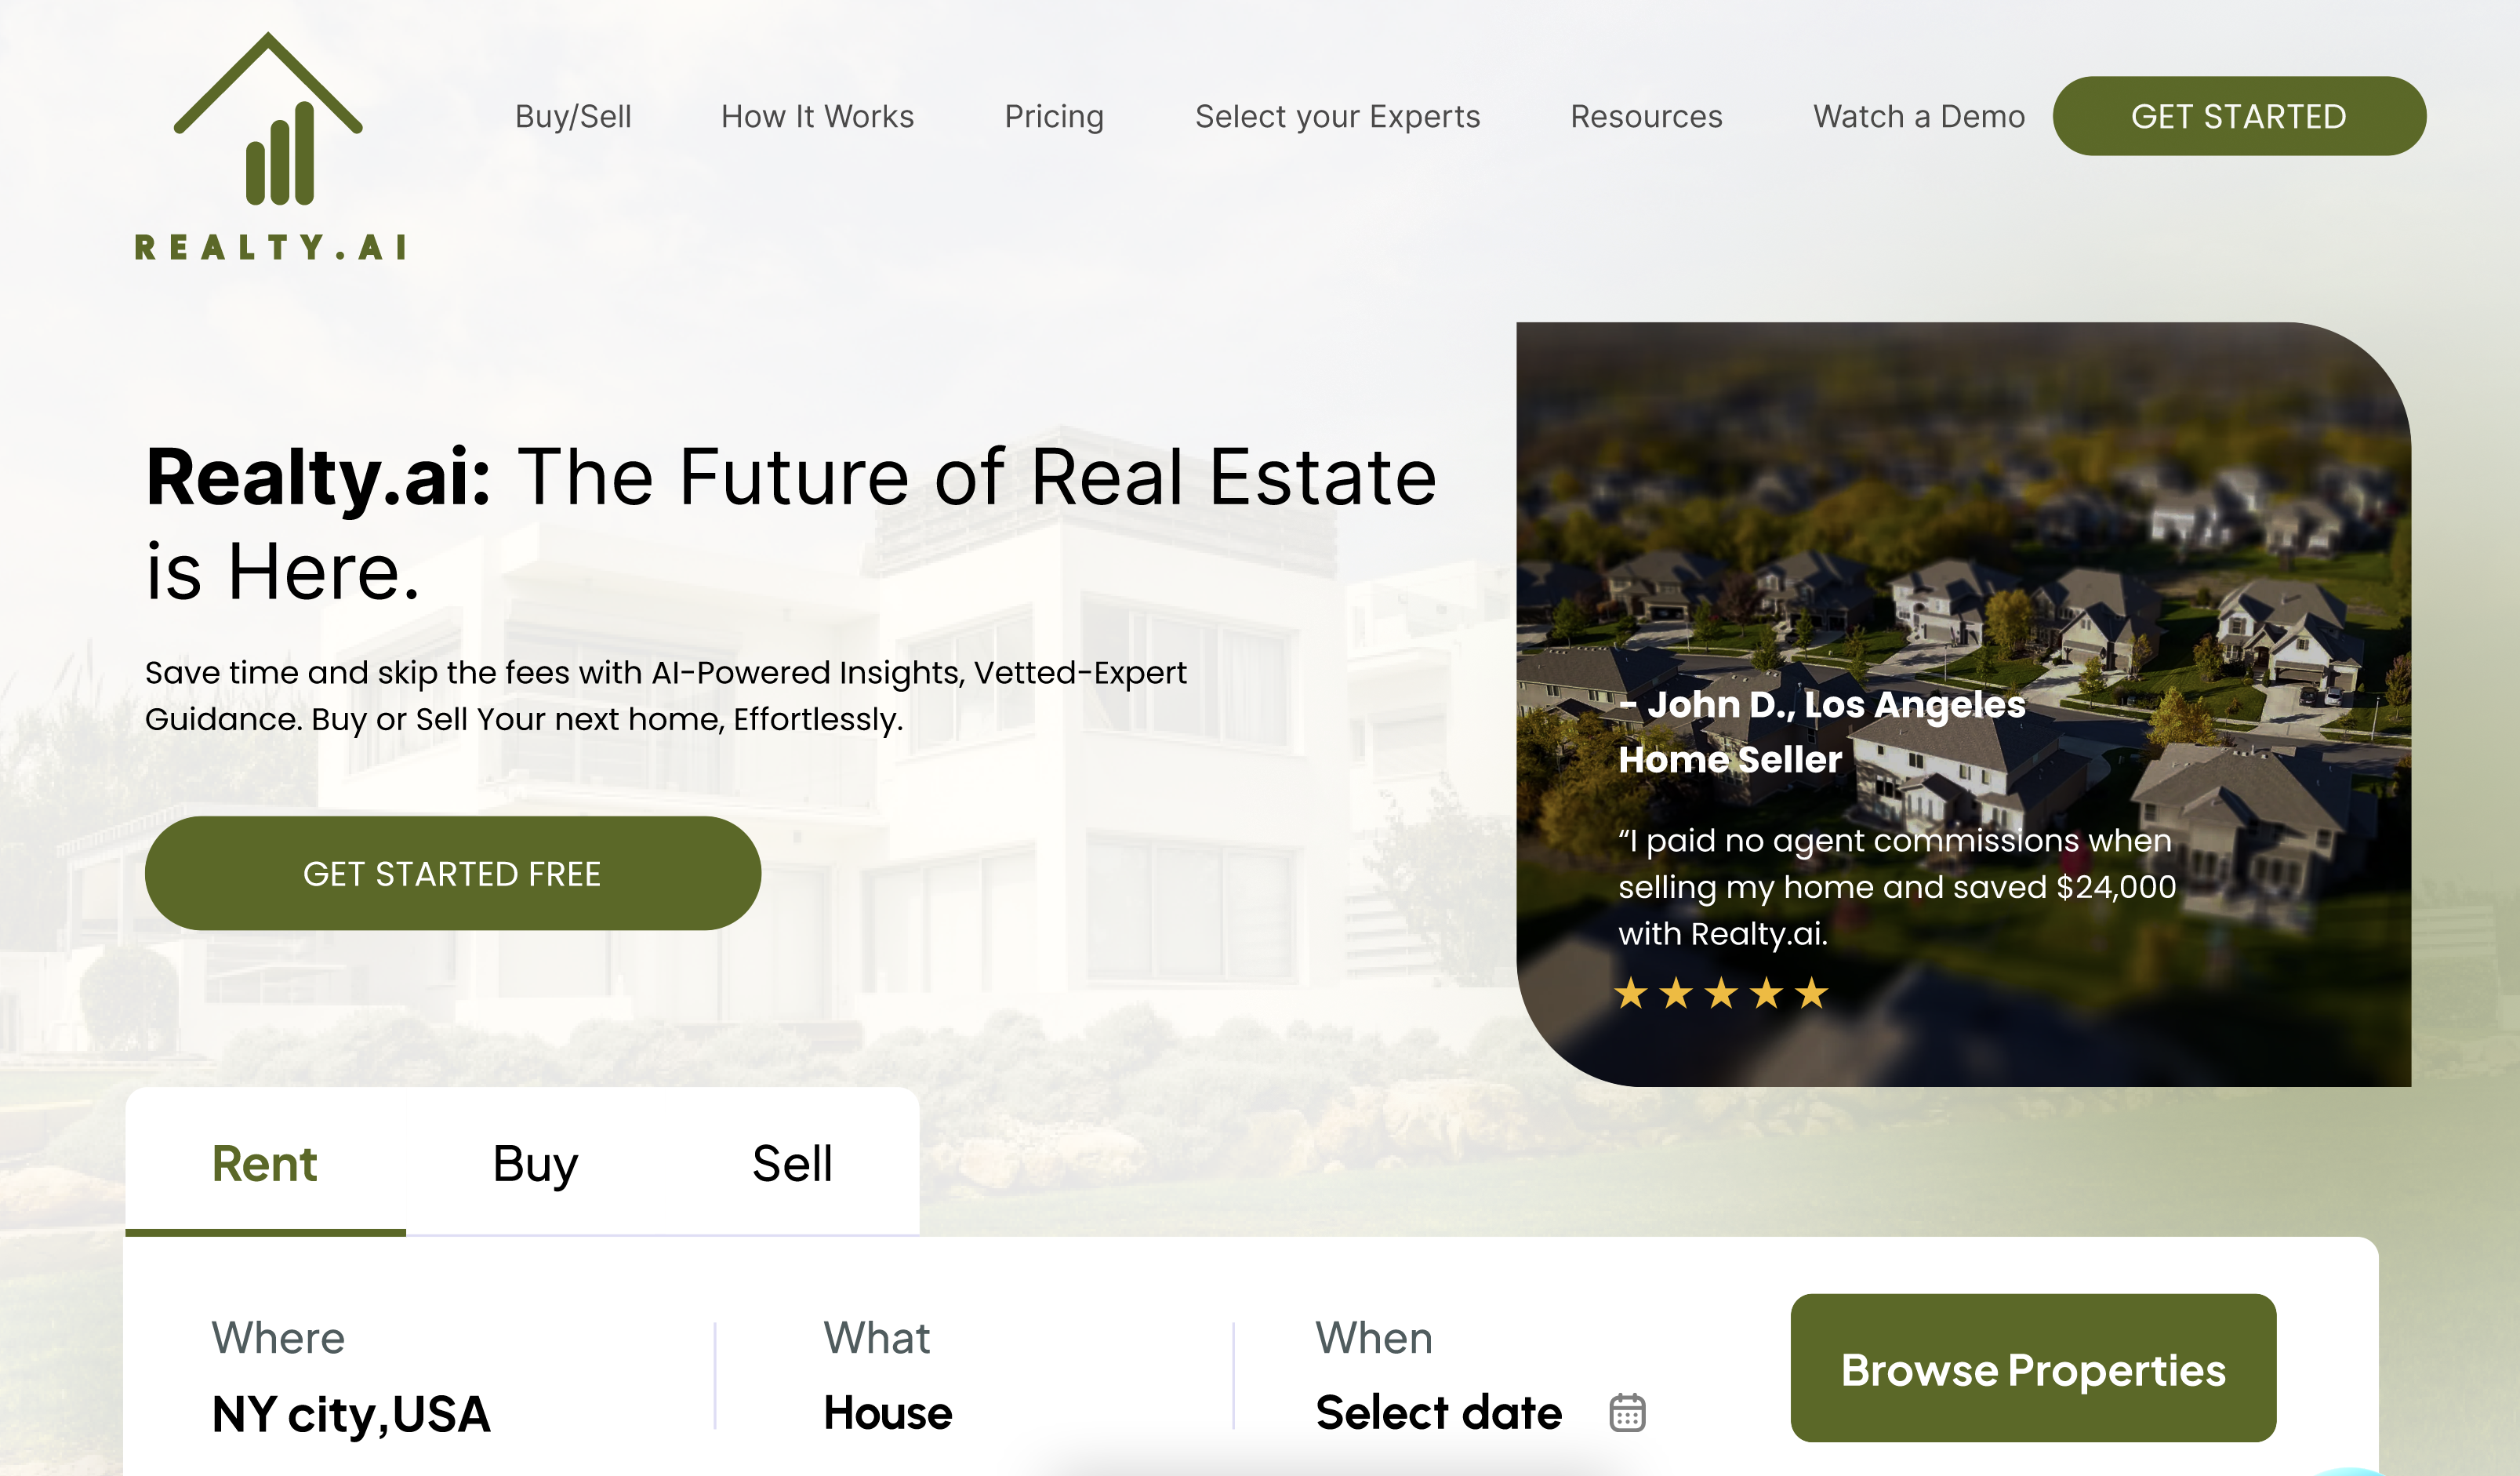 REALTY.AI
Buy/Sell
How It Works
Pricing
Select your Experts
Resources
Watch a Demo
GET STARTED
Realty.ai: The Future of Real Estate
is Here.
Save time and skip the fees with AI-Powered Insights, Vetted-Expert
Guidance. Buy or Sell Your next home, Effortlessly.
GET STARTED FREE
- John D., Los Angeles
Home Seller
“I paid no agent commissions when
selling my home and saved $24,000
with Realty.ai.
Rent
Buy
Sell
Where
NY city,USA
What
House
When
Select date
Browse Properties